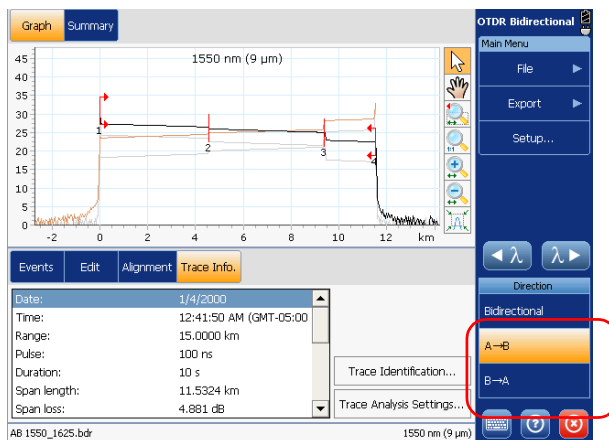 Graph Summary
OTDR Bidirectional
Main Menu
File
Export
Setup...
1550 nm (9 µm)
45
40
35
30
25
20
15
10
5
0
1
2
3
4
-2 0 2 4 6 8 10 12 km
1:1
Events Edit Alignment Trace Info.
Date: 1/4/2000
Time: 12:41:50 AM (GMT-05:00
Range: 15.0000 km
Pulse: 100 ns
Duration: 10 s
Span length: 11.5324 km
Span loss: 4.881 dB
Trace Identification...
Trace Analysis Settings...
λ λ
Direction
Bidirectional
A→B
B→A
AB 1550_1625.bdr
1550 nm (9 µm)